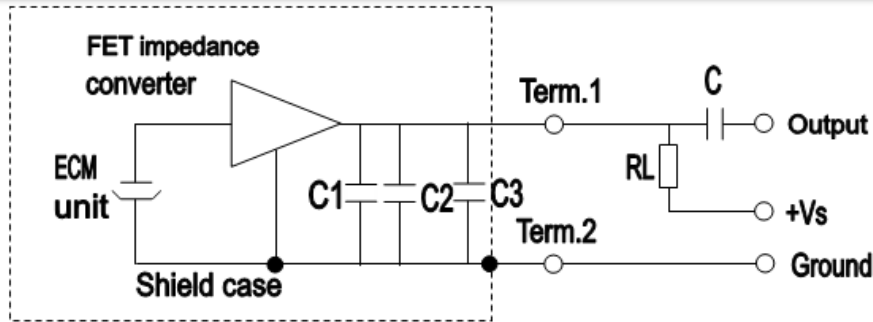 FET impedance
converter
Term.1
C
Output
ECM
unit
C1
C2
C3
RL
+Vs
Term.2
Ground
Shield case